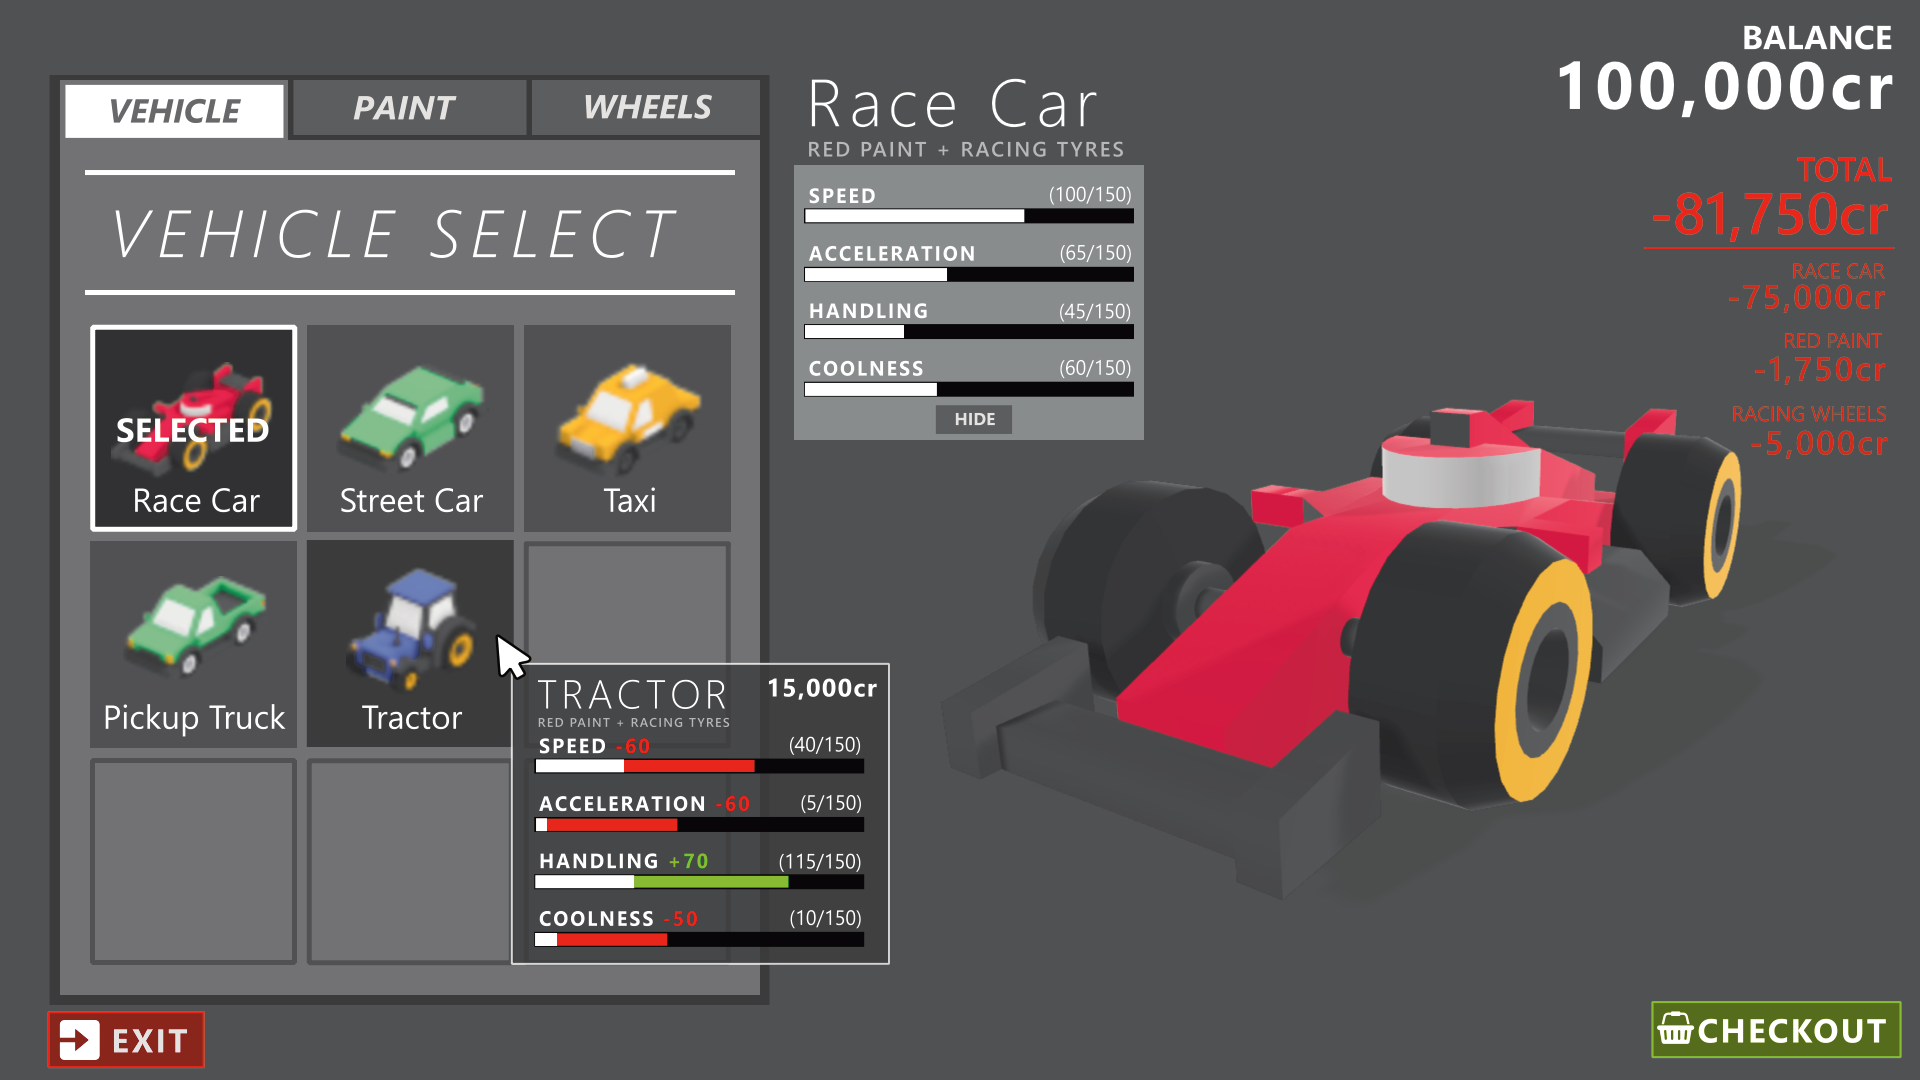 BALANCE
100,000cr
VEHICLE
PAINT
WHEELS
VEHICLE SELECT
SELECTED
Race Car
Street Car
Taxi
Pickup Truck
Tractor
Race Car
RED PAINT + RACING TYRES
SPEED (100/150)
ACCELERATION (65/150)
HANDLING (45/150)
COOLNESS (60/150)
HIDE
TOTAL
-81,750cr
RACE CAR
-75,000cr
RED PAINT
-1,750cr
RACING WHEELS
-5,000cr
TRACTOR 15,000cr
RED PAINT + RACING TYRES
SPEED -60 (40/150)
ACCELERATION -60 (5/150)
HANDLING +70 (115/150)
COOLNESS -50 (10/150)
EXIT
CHECKOUT